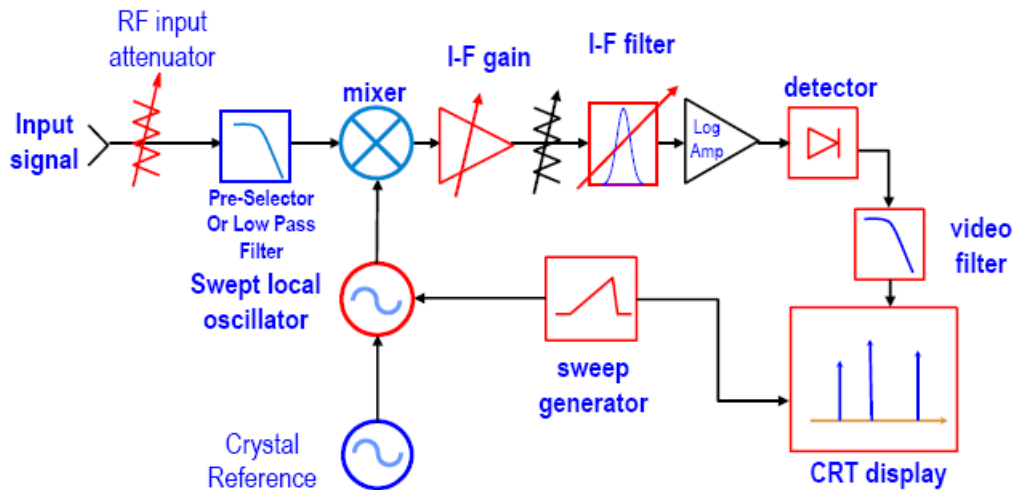 RF input
attenuator
Input
signal
Pre-Selector
Or Low Pass
Filter
mixer
I-F gain
I-F filter
Log
Amp
detector
video
filter
Swept local
oscillator
sweep
generator
Crystal
Reference
CRT display